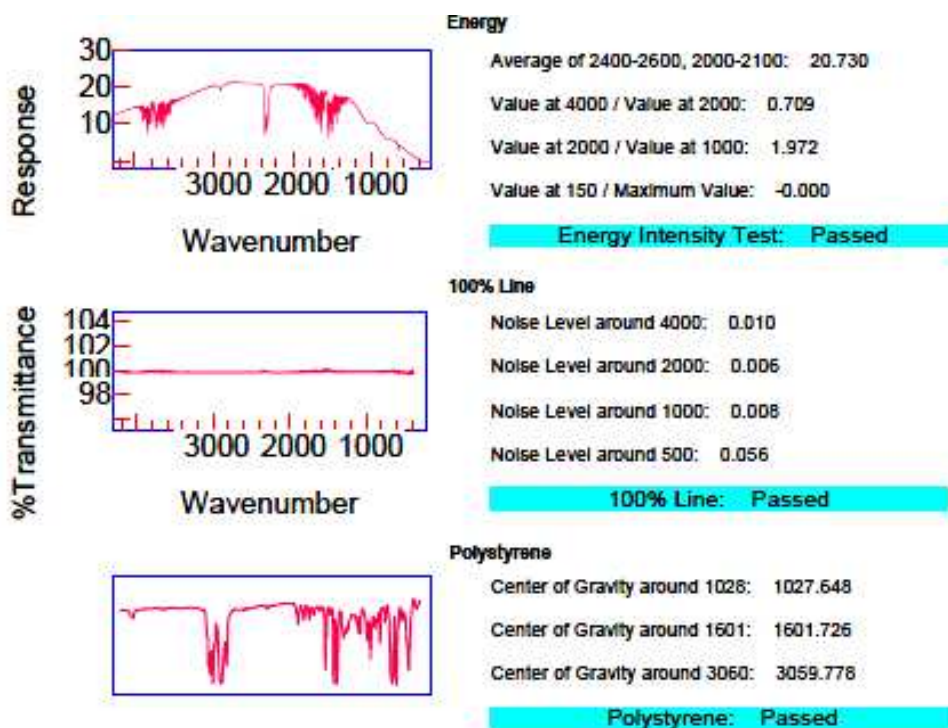 Energy
30
20
10
Response
3000 2000 1000
Wavenumber
Average of 2400-2600, 2000-2100: 20.730
Value at 4000 / Value at 2000: 0.709
Value at 2000 / Value at 1000: 1.972
Value at 150 / Maximum Value: -0.000
Energy Intensity Test: Passed
100% Line
104
102
100
98
%Transmittance
3000 2000 1000
Wavenumber
Noise Level around 4000: 0.010
Noise Level around 2000: 0.006
Noise Level around 1000: 0.008
Noise Level around 500: 0.056
100% Line: Passed
Polystyrene
Center of Gravity around 1028: 1027.648
Center of Gravity around 1601: 1601.726
Center of Gravity around 3060: 3059.778
Polystyrene: Passed